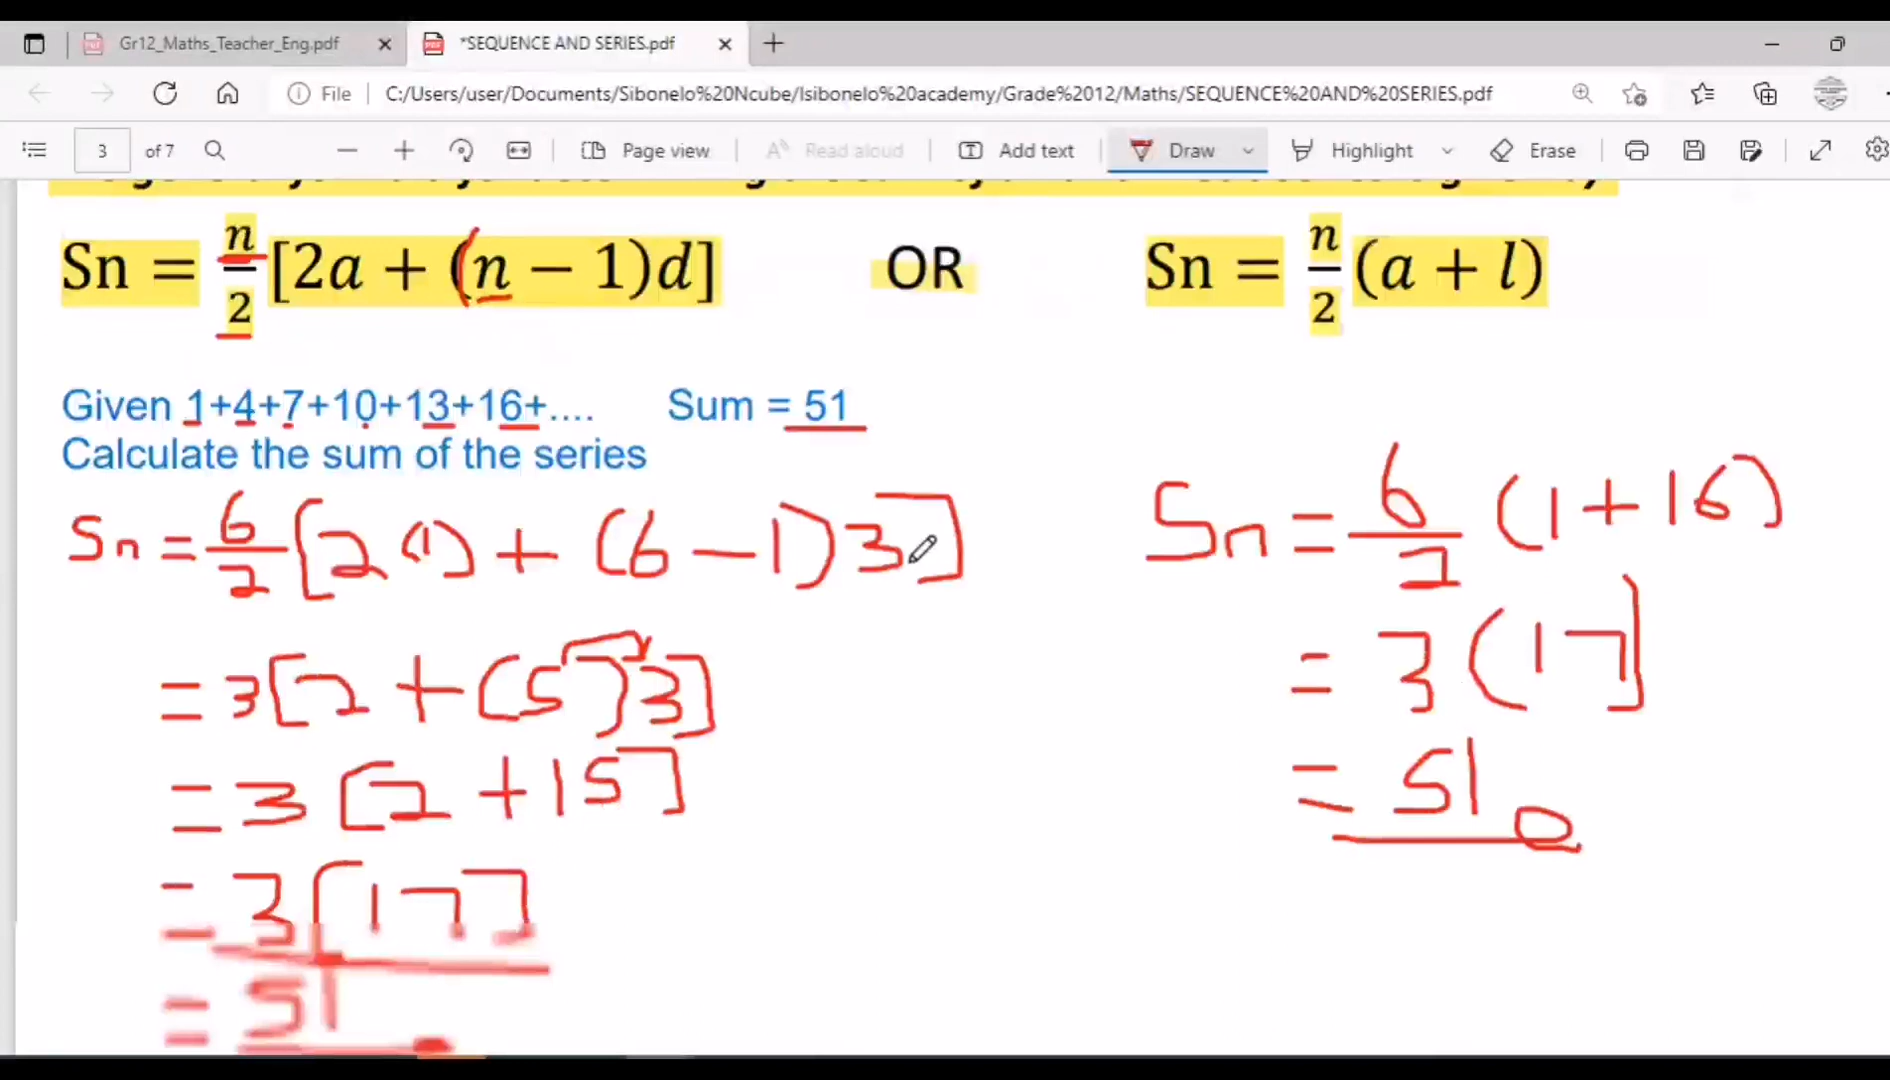 Gr12_Maths_Teacher_Eng.pdf
*SEQUENCE AND SERIES.pdf
File C:/Users/user/Documents/Sibonelo%20Ncube/Isibonelo%20academy/Grade%2012/Maths/SEQUENCE%20AND%20SERIES.pdf
3 of 7 Page view Read aloud Add text Draw Highlight Erase
Sn = n/2 [2a + (n − 1)d] OR Sn = n/2 (a + l)
Given 1+4+7+10+13+16+.... Sum = 51
Calculate the sum of the series
Sn = 6/2 [2(1) + (6 − 1)3]
= 3[2 + (5)3]
= 3[2 + 15]
= 3[17]
= 51
Sn = 6/2 (1 + 16)
= 3(17]
= 51